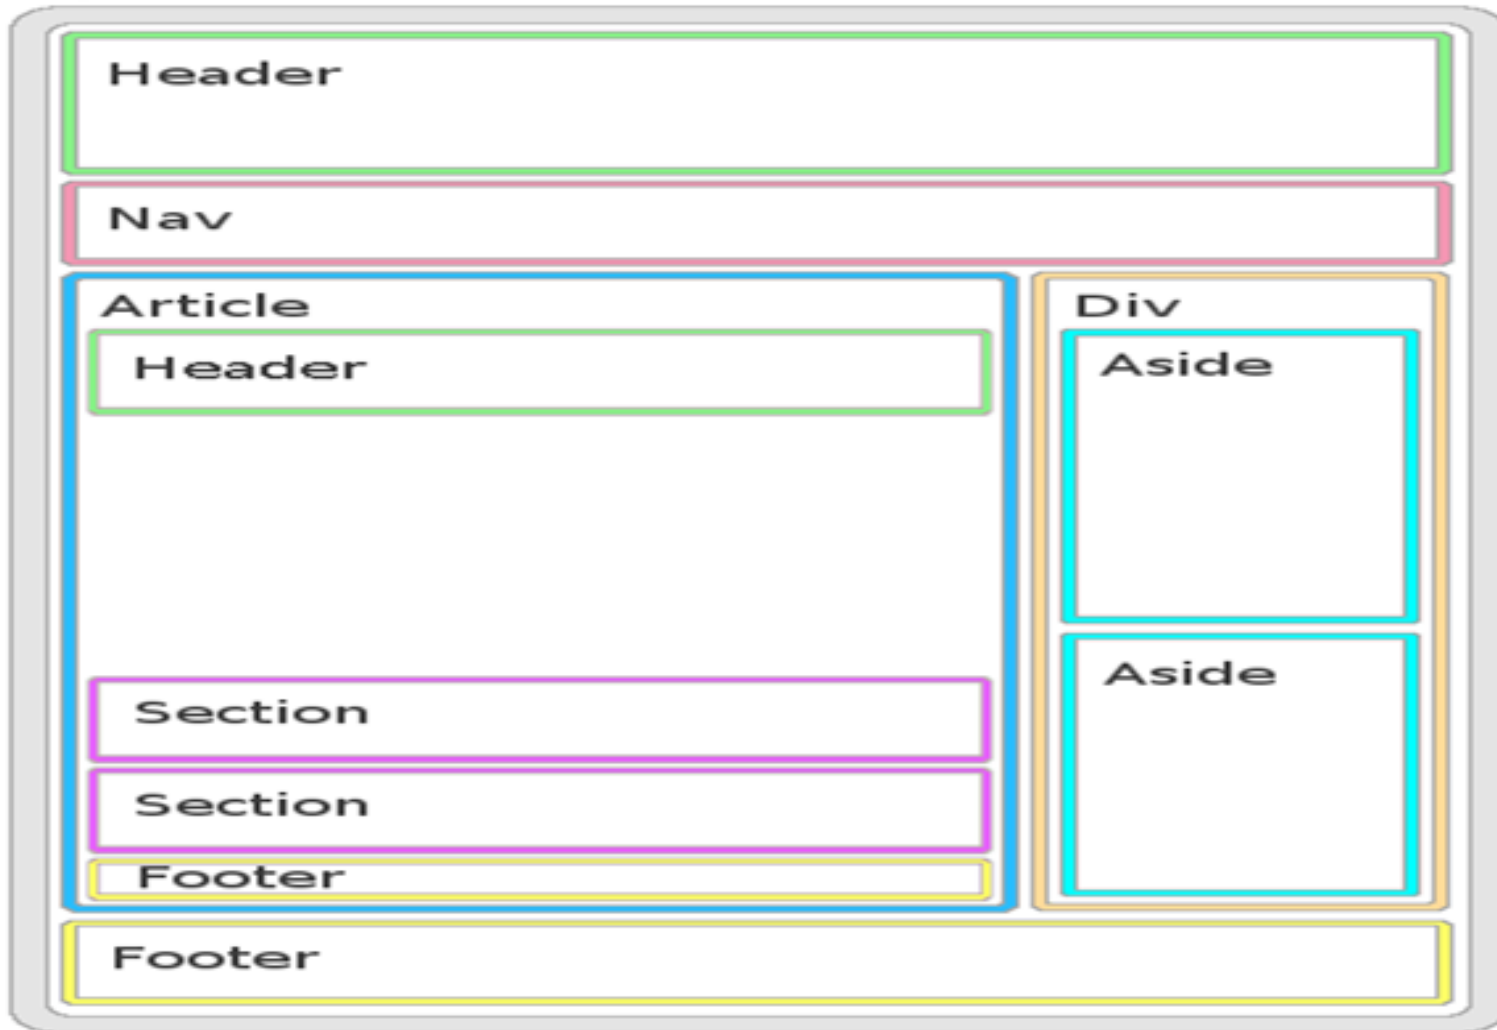 Header
Nav
Article
Header
Section
Section
Footer
Div
Aside
Aside
Footer